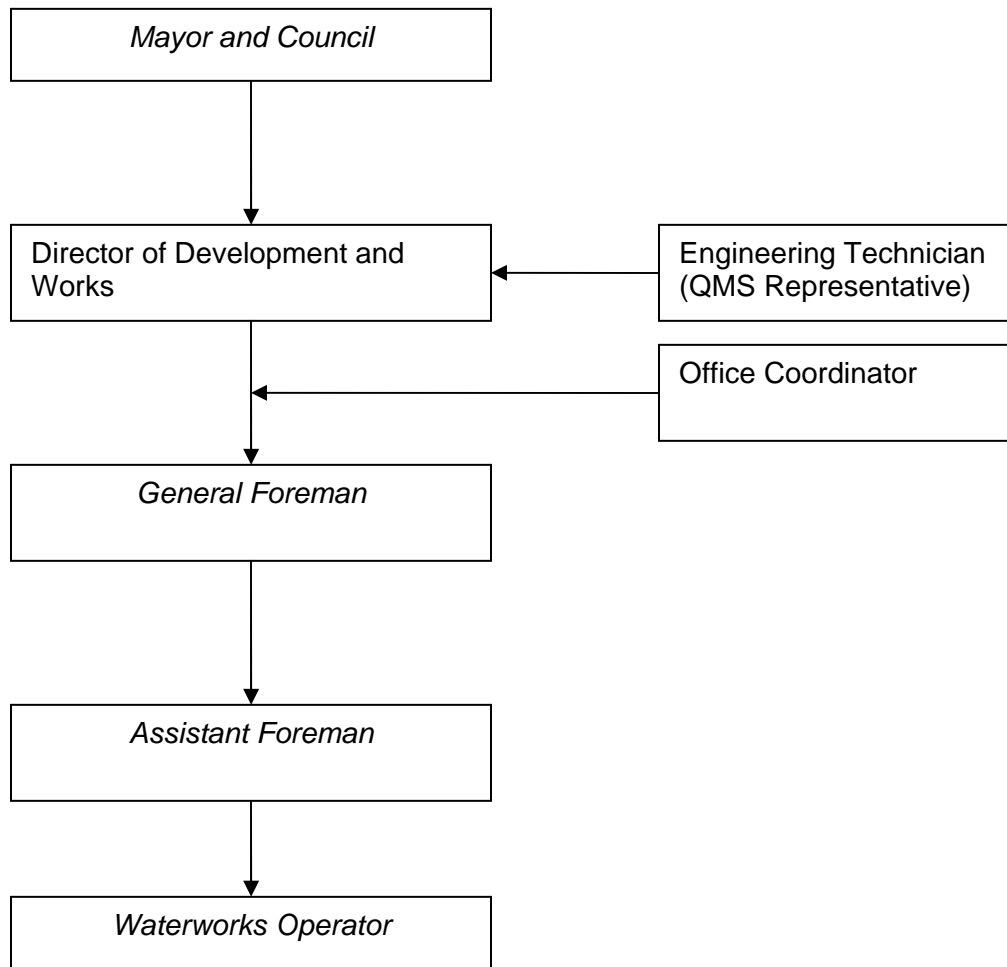 Mayor and Council
Director of Development and
Works
Engineering Technician
(QMS Representative)
Office Coordinator
General Foreman
Assistant Foreman
Waterworks Operator